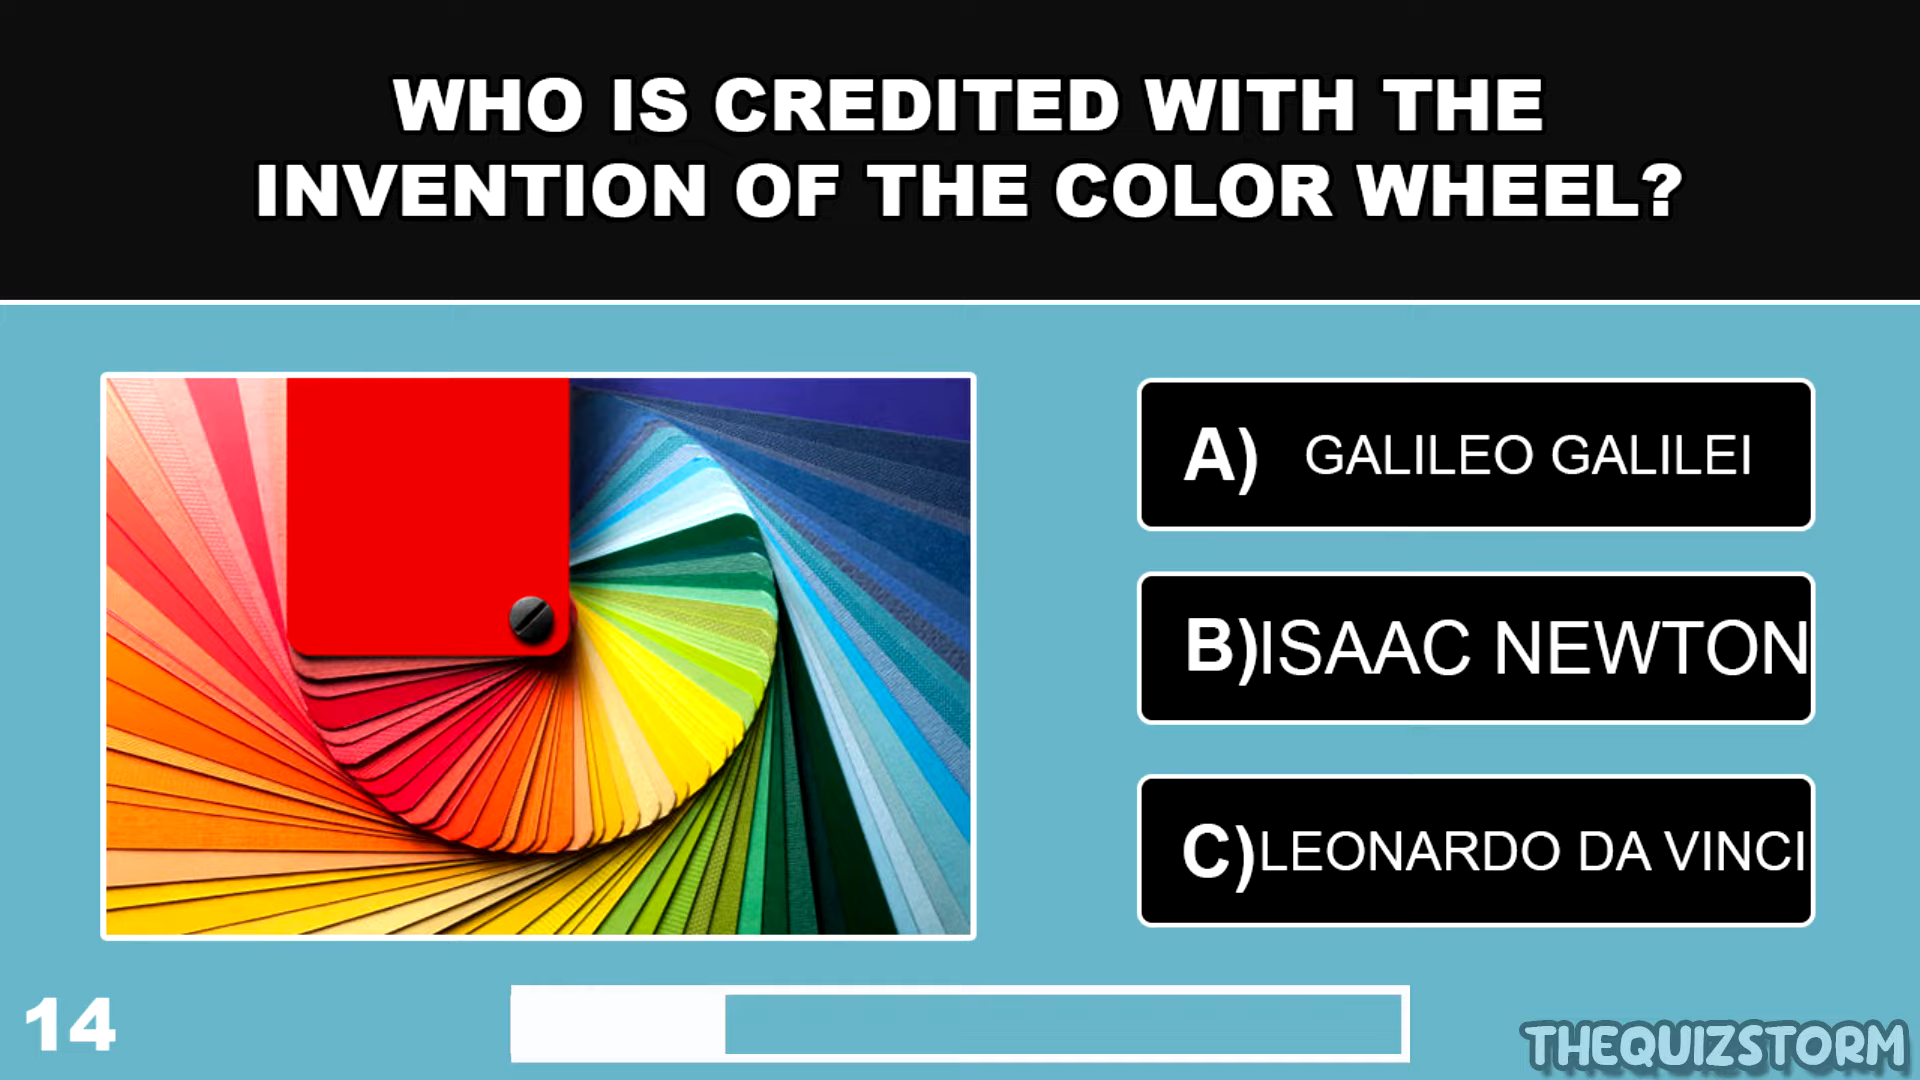 WHO IS CREDITED WITH THE
INVENTION OF THE COLOR WHEEL?
A) GALILEO GALILEI
B) ISAAC NEWTON
C) LEONARDO DA VINCI
14
THEQUIZSTORM